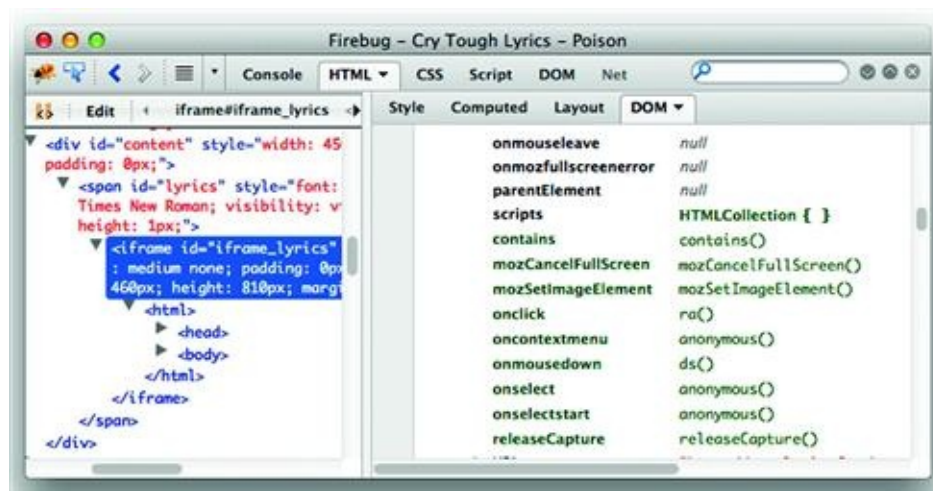 Firebug – Cry Tough Lyrics – Poison
Console HTML CSS Script DOM Net
Edit iframe#iframe_lyrics
Style Computed Layout DOM
<div id="content" style="width: 45
padding: 0px;">
<span id="lyrics" style="font:
Times New Roman; visibility: v
height: 1px;">
<iframe id="iframe_lyrics"
: medium none; padding: 0px
460px; height: 810px; margi
<html>
<head>
<body>
</html>
</iframe>
</span>
</div>
onmouseleave null
onmozfullscreenerror null
parentElement null
scripts HTMLCollection { }
contains contains()
mozCancelFullScreen mozCancelFullScreen()
mozSetImageElement mozSetImageElement()
onclick ra()
oncontextmenu anonymous()
onmousedown ds()
onselect anonymous()
onselectstart anonymous()
releaseCapture releaseCapture()